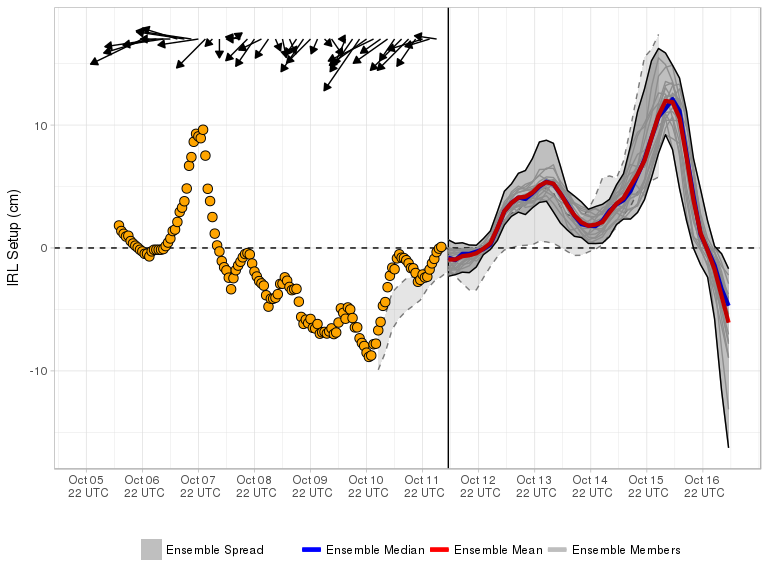 IRL Setup (cm)
10
0
-10
Oct 05 Oct 06 Oct 07 Oct 08 Oct 09 Oct 10 Oct 11 Oct 12 Oct 13 Oct 14 Oct 15 Oct 16
22 UTC 22 UTC 22 UTC 22 UTC 22 UTC 22 UTC 22 UTC 22 UTC 22 UTC 22 UTC 22 UTC 22 UTC
Ensemble Spread Ensemble Median Ensemble Mean Ensemble Members